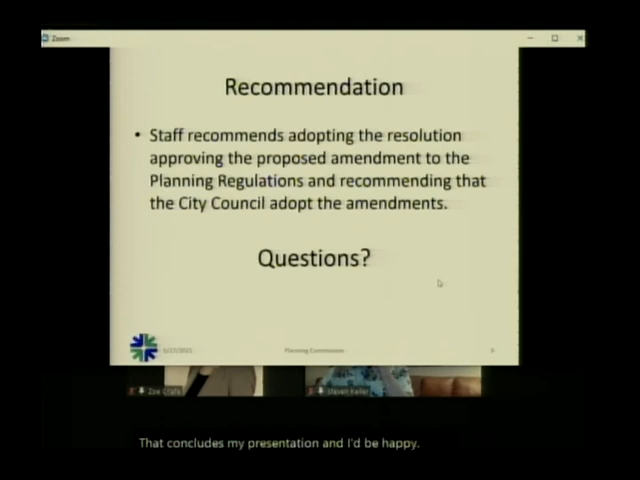 Zoom
Recommendation
• Staff recommends adopting the resolution
approving the proposed amendment to the
Planning Regulations and recommending that
the City Council adopt the amendments.
Questions?
Planning Commission
That concludes my presentation and I'd be happy.